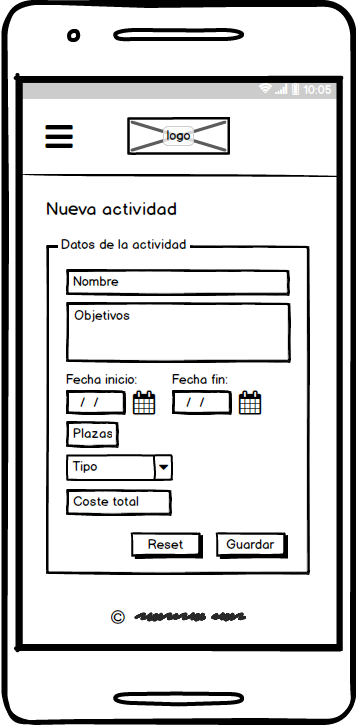 10:05
logo
Nueva actividad
Datos de la actividad
Nombre
Objetivos
Fecha inicio: Fecha fin:
/ / / /
Plazas
Tipo
Coste total
Reset Guardar
©